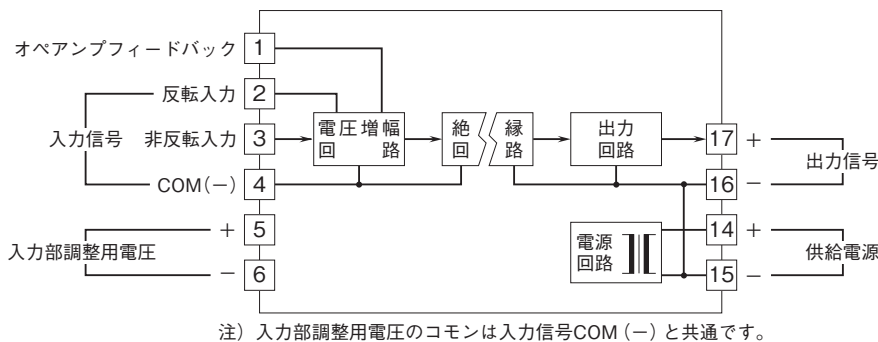 オペアンプフィードバック 1
反転入力 2
入力信号 非反転入力 3
COM(−) 4
入力部調整用電圧
+ 5
− 6
電圧増幅
回路
絶縁
回路
出力
回路
電源
回路
17 +
16 −
出力信号
14 +
15 −
供給電源
注）入力部調整用電圧のコモンは入力信号COM(−)と共通です。